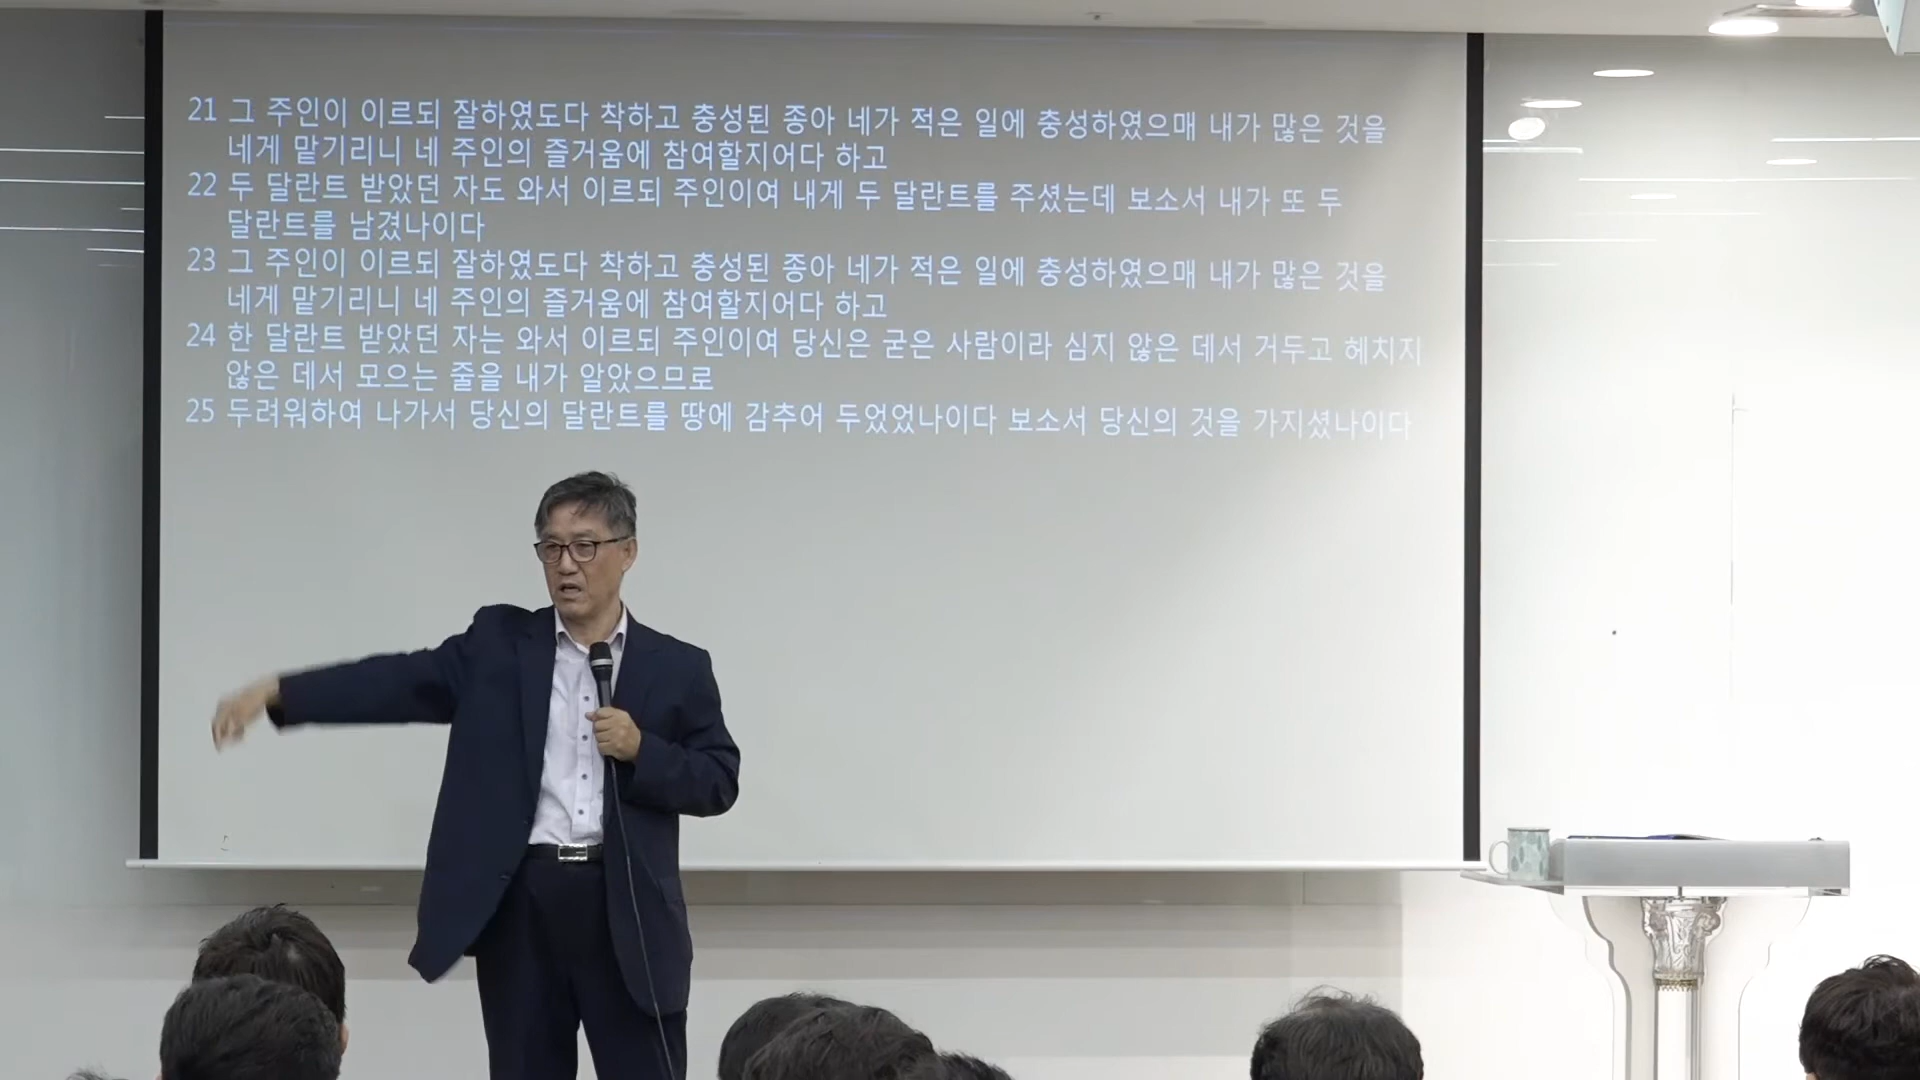 21 그 주인이 이르되 잘하였도다 착하고 충성된 종아 네가 적은 일에 충성하였으매 내가 많은 것을
네게 맡기리니 네 주인의 즐거움에 참여할지어다 하고
22 두 달란트 받았던 자도 와서 이르되 주인이여 내게 두 달란트를 주셨는데 보소서 내가 또 두
달란트를 남겼나이다
23 그 주인이 이르되 잘하였도다 착하고 충성된 종아 네가 적은 일에 충성하였으매 내가 많은 것을
네게 맡기리니 네 주인의 즐거움에 참여할지어다 하고
24 한 달란트 받았던 자는 와서 이르되 주인이여 당신은 굳은 사람이라 심지 않은 데서 거두고 헤치지
않은 데서 모으는 줄을 내가 알았으므로
25 두려워하여 나가서 당신의 달란트를 땅에 감추어 두었었나이다 보소서 당신의 것을 가지셨나이다